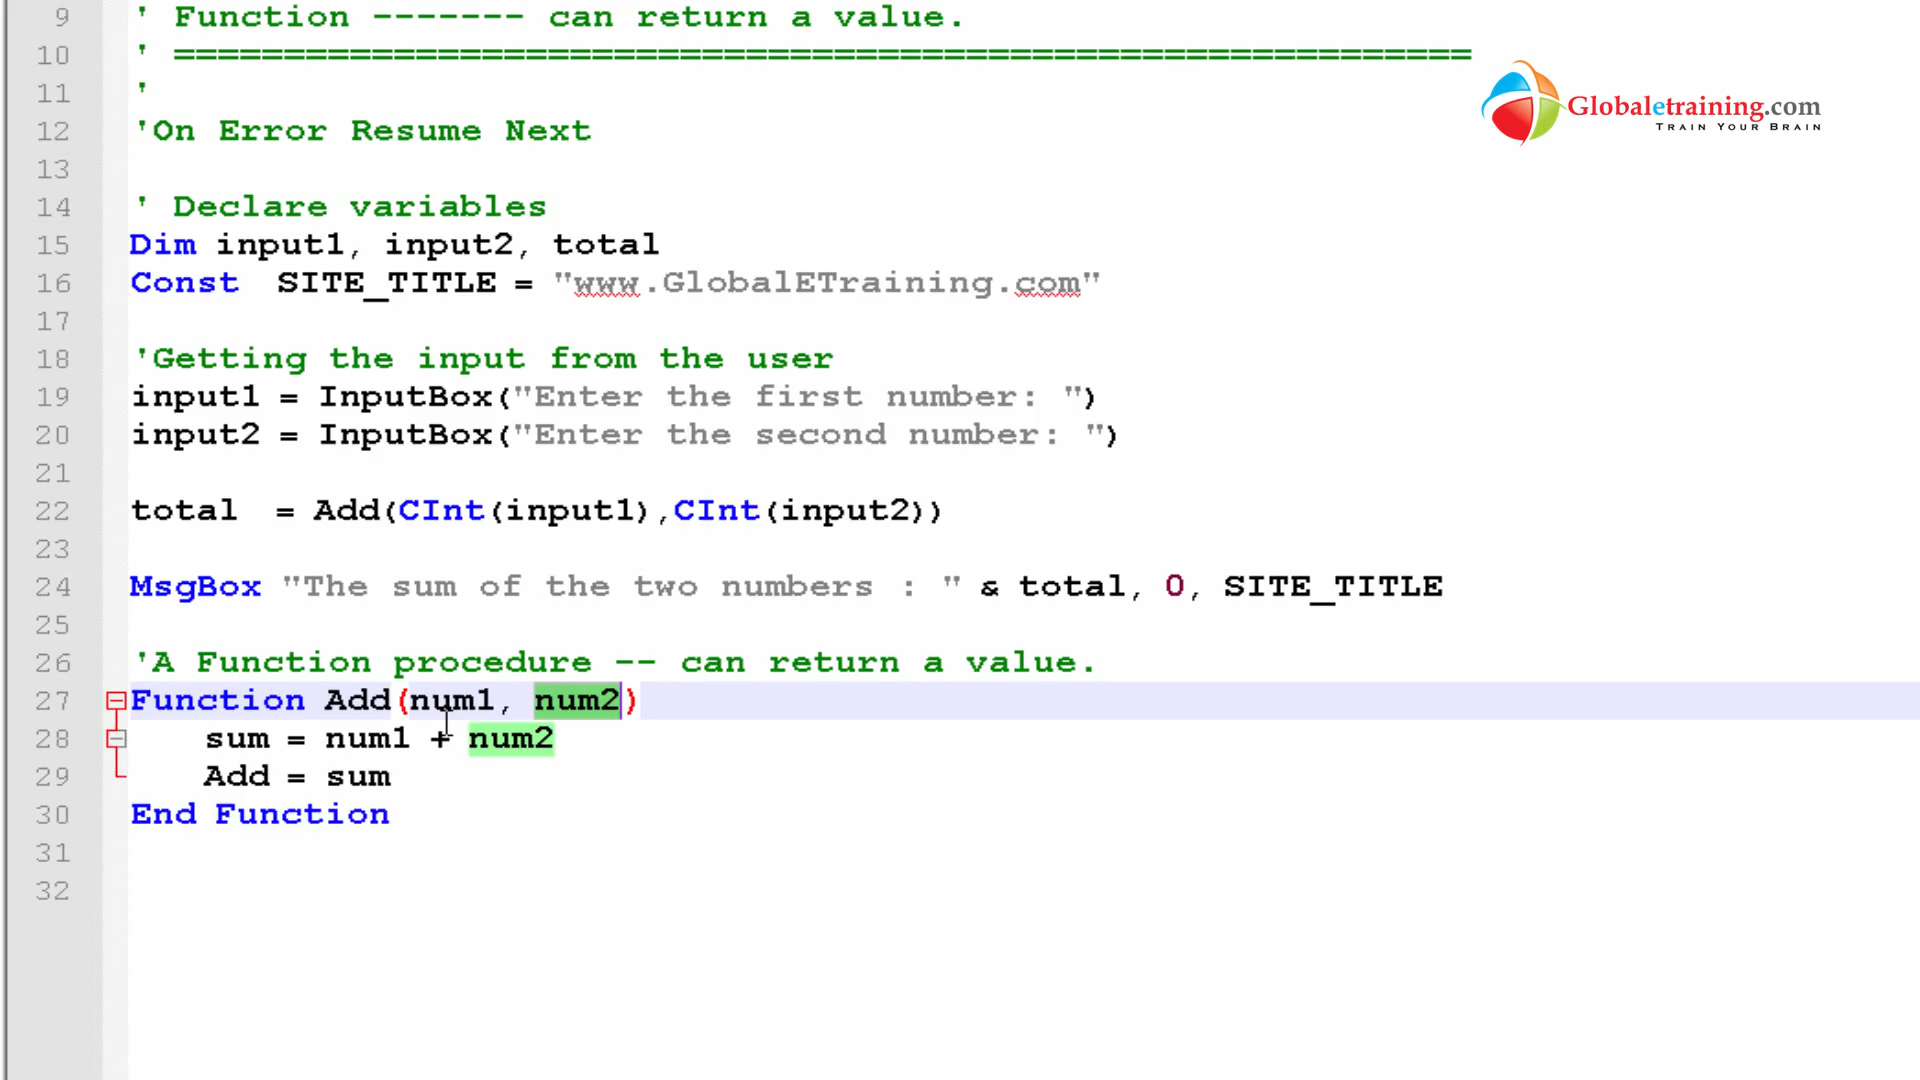 9 ' Function ------- can return a value.
10 ' ===========================================================
11 '
12 'On Error Resume Next
13
14 ' Declare variables
15 Dim input1, input2, total
16 Const  SITE_TITLE = "www.GlobalETraining.com"
17
18 'Getting the input from the user
19 input1 = InputBox("Enter the first number: ")
20 input2 = InputBox("Enter the second number: ")
21
22 total  = Add(CInt(input1),CInt(input2))
23
24 MsgBox "The sum of the two numbers : " & total, 0, SITE_TITLE
25
26 'A Function procedure -- can return a value.
27 Function Add(num1, num2)
28 sum = num1 + num2
29 Add = sum
30 End Function
31
32
Globaletraining.com
TRAIN YOUR BRAIN